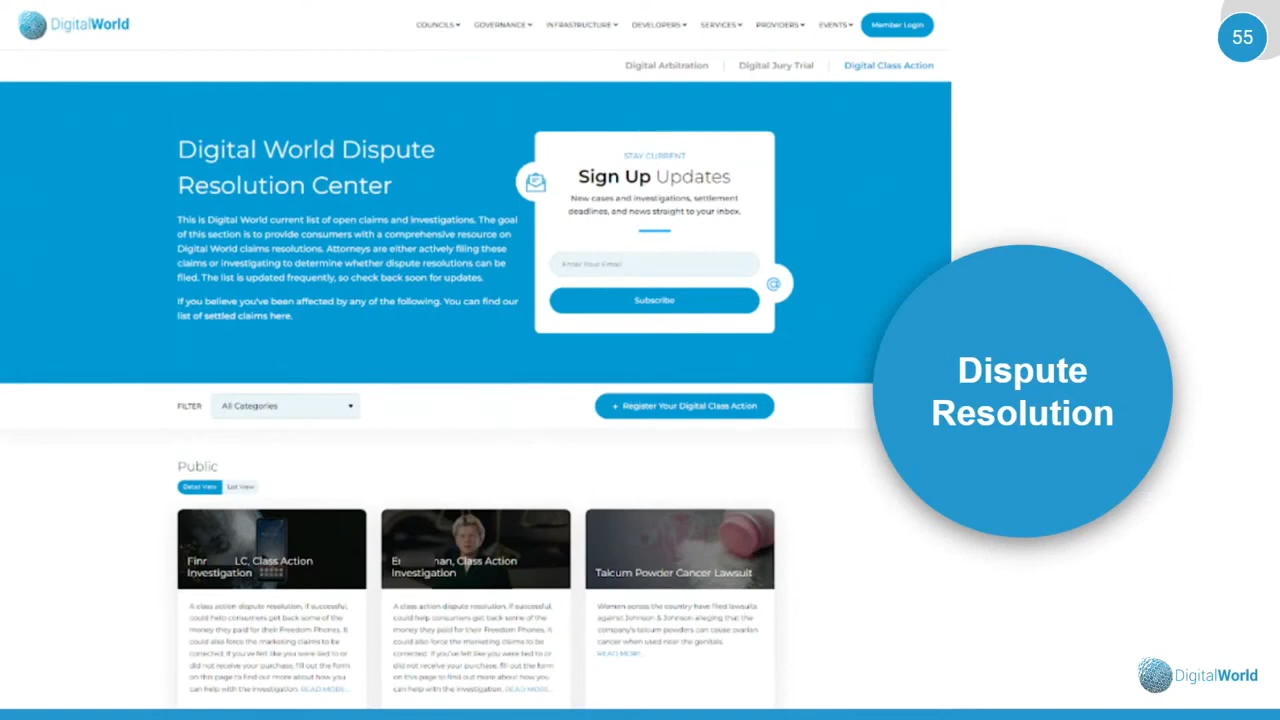 DigitalWorld
COUNCILS GOVERNANCE INFRASTRUCTURE DEVELOPERS SERVICES PROVIDERS EVENTS Member Login
55
Digital Arbitration Digital Jury Trial Digital Class Action
Digital World Dispute
Resolution Center
This is Digital World current list of open claims and investigations. The goal
of this section is to provide consumers with a comprehensive resource on
Digital World claims resolutions. Attorneys are either actively filing these
claims or investigating to determine whether dispute resolutions can be
filed. The list is updated frequently, so check back soon for updates.
If you believe you've been affected by any of the following. You can find our
list of settled claims here.
STAY CURRENT
Sign Up Updates
New cases and investigations, settlement
deadlines, and news straight to your inbox.
Enter Your Email
@
Subscribe
Dispute
Resolution
FILTER All Categories
+ Register Your Digital Class Action
Public
Detail View List View
Finr LC, Class Action
Investigation
A class action dispute resolution, if successful,
could help consumers get back some of the
money they paid for their Freedom Phones. It
could also force the marketing claims to be
corrected. If you've felt like you were lied to or
did not receive your purchase, fill out the form
on this page to find out more about how you
can help with the investigation. READ MORE...
Er man, Class Action
Investigation
A class action dispute resolution, if successful,
could help consumers get back some of the
money they paid for their Freedom Phones. It
could also force the marketing claims to be
corrected. If you've felt like you were lied to or
did not receive your purchase, fill out the form
on this page to find out more about how you
can help with the investigation. READ MORE...
Talcum Powder Cancer Lawsuit
Women across the country have filed lawsuits
against Johnson & Johnson alleging that the
company's talcum powders can cause ovarian
cancer when used near the genitals.
READ MORE
DigitalWorld